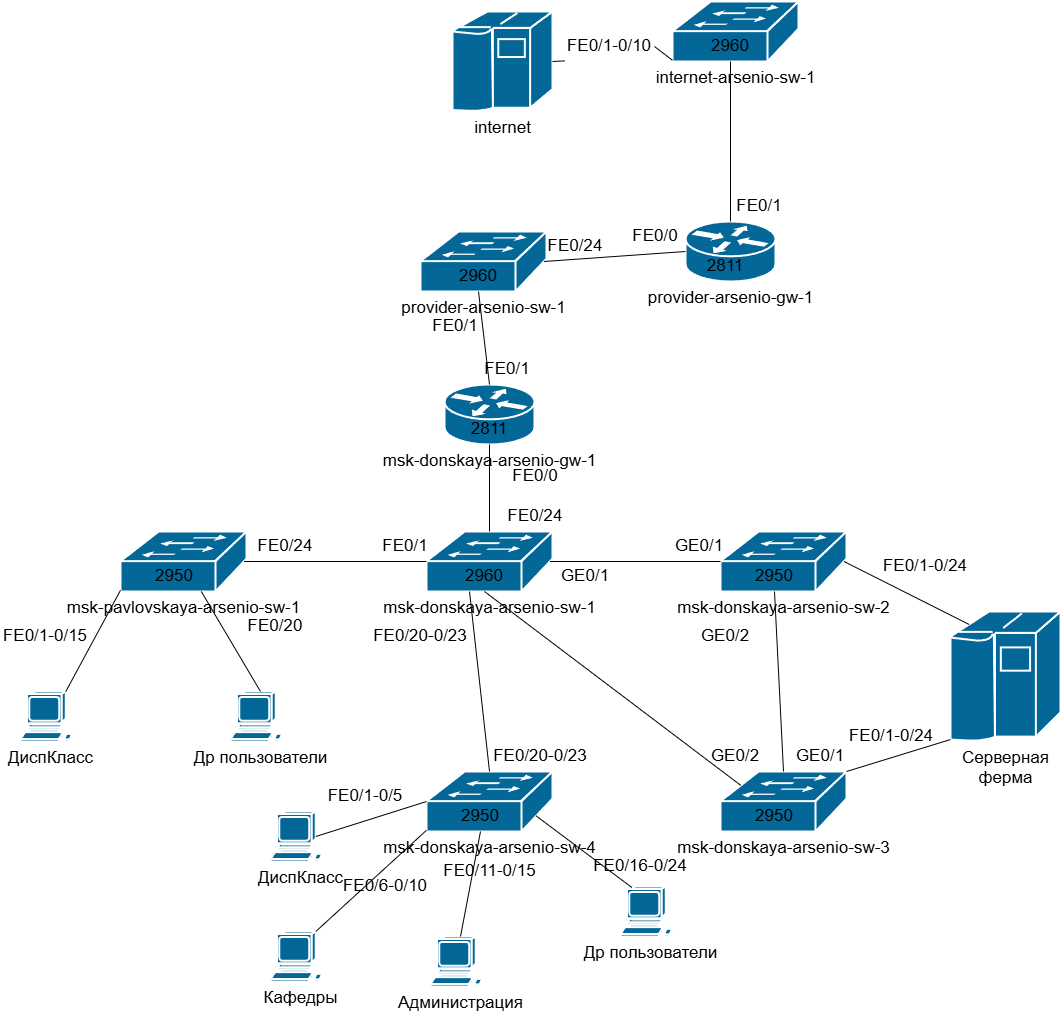 FE0/1-0/10
2960
internet-arsenio-sw-1
internet
FE0/1
FE0/24
FE0/0
2960
2811
provider-arsenio-gw-1
provider-arsenio-sw-1
FE0/1
FE0/1
2811
msk-donskaya-arsenio-gw-1
FE0/0
FE0/24
FE0/24
FE0/1
GE0/1
2950
2960
GE0/1
2950
FE0/1-0/24
msk-pavlovskaya-arsenio-sw-1
msk-donskaya-arsenio-sw-1
msk-donskaya-arsenio-sw-2
FE0/1-0/15
FE0/20
FE0/20-0/23
GE0/2
FE0/1-0/24
ДиспКласс
Др пользователи
FE0/20-0/23
GE0/2
GE0/1
Серверная
ферма
FE0/1-0/5
2950
2950
msk-donskaya-arsenio-sw-4
msk-donskaya-arsenio-sw-3
ДиспКласс
FE0/6-0/10
FE0/11-0/15
FE0/16-0/24
Др пользователи
Кафедры
Администрация